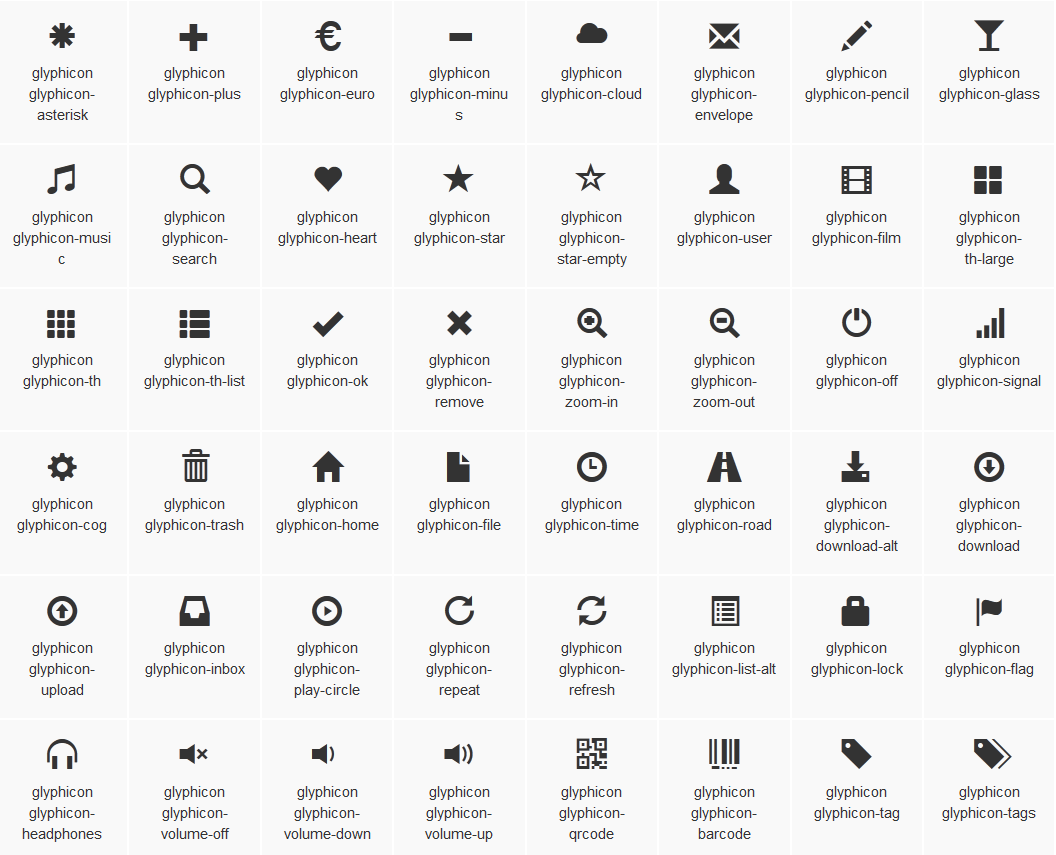 glyphicon
glyphicon-
asterisk
glyphicon
glyphicon-plus
glyphicon
glyphicon-euro
glyphicon
glyphicon-minu
s
glyphicon
glyphicon-cloud
glyphicon
glyphicon-
envelope
glyphicon
glyphicon-pencil
glyphicon
glyphicon-glass
glyphicon
glyphicon-musi
c
glyphicon
glyphicon-
search
glyphicon
glyphicon-heart
glyphicon
glyphicon-star
glyphicon
glyphicon-
star-empty
glyphicon
glyphicon-user
glyphicon
glyphicon-film
glyphicon
glyphicon-
th-large
glyphicon
glyphicon-th
glyphicon
glyphicon-th-list
glyphicon
glyphicon-ok
glyphicon
glyphicon-
remove
glyphicon
glyphicon-
zoom-in
glyphicon
glyphicon-
zoom-out
glyphicon
glyphicon-off
glyphicon
glyphicon-signal
glyphicon
glyphicon-cog
glyphicon
glyphicon-trash
glyphicon
glyphicon-home
glyphicon
glyphicon-file
glyphicon
glyphicon-time
glyphicon
glyphicon-road
glyphicon
glyphicon-
download-alt
glyphicon
glyphicon-
download
glyphicon
glyphicon-
upload
glyphicon
glyphicon-inbox
glyphicon
glyphicon-
play-circle
glyphicon
glyphicon-
repeat
glyphicon
glyphicon-
refresh
glyphicon
glyphicon-list-alt
glyphicon
glyphicon-lock
glyphicon
glyphicon-flag
glyphicon
glyphicon-
headphones
glyphicon
glyphicon-
volume-off
glyphicon
glyphicon-
volume-down
glyphicon
glyphicon-
volume-up
glyphicon
glyphicon-
qrcode
glyphicon
glyphicon-
barcode
glyphicon
glyphicon-tag
glyphicon
glyphicon-tags